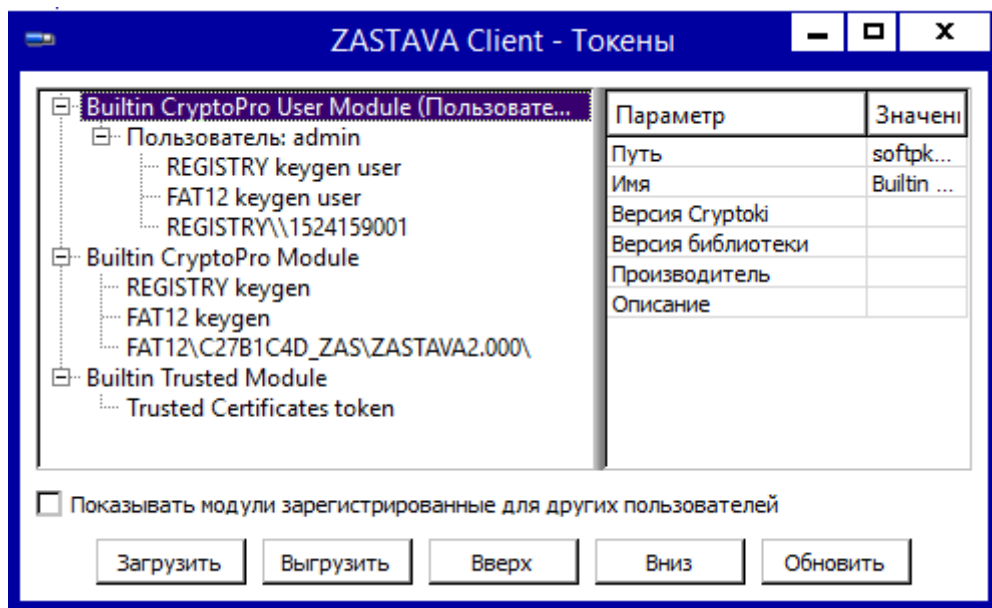 ZASTAVA Client - Токены
Builtin CryptoPro User Module (Пользовате...
Пользователь: admin
REGISTRY keygen user
FAT12 keygen user
REGISTRY\\1524159001
Builtin CryptoPro Module
REGISTRY keygen
FAT12 keygen
FAT12\C27B1C4D_ZAS\ZASTAVA2.000\
Builtin Trusted Module
Trusted Certificates token
Параметр Значени
Путь softpk...
Имя Builtin ...
Версия Cryptoki
Версия библиотеки
Производитель
Описание
Показывать модули зарегистрированные для других пользователей
Загрузить Выгрузить Вверх Вниз Обновить